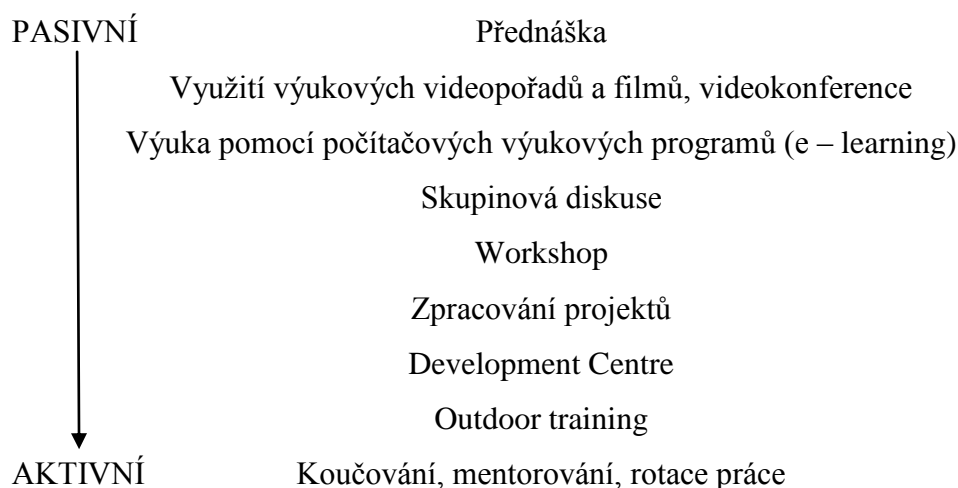 PASIVNÍ Přednáška
Využití výukových videopořadů a filmů, videokonference
Výuka pomocí počítačových výukových programů (e – learning)
Skupinová diskuse
Workshop
Zpracování projektů
Development Centre
Outdoor training
AKTIVNÍ Koučování, mentorování, rotace práce